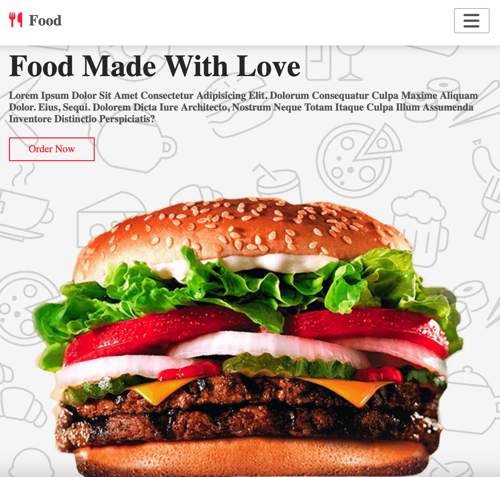 Food
Food Made With Love
Lorem Ipsum Dolor Sit Amet Consectetur Adipisicing Elit, Dolorum Consequatur Culpa Maxime Aliquam
Dolor. Eius, Sequi. Dolorem Dicta Iure Architecto, Nostrum Neque Totam Itaque Culpa Illum Assumenda
Inventore Distinctio Perspiciatis?
Order Now